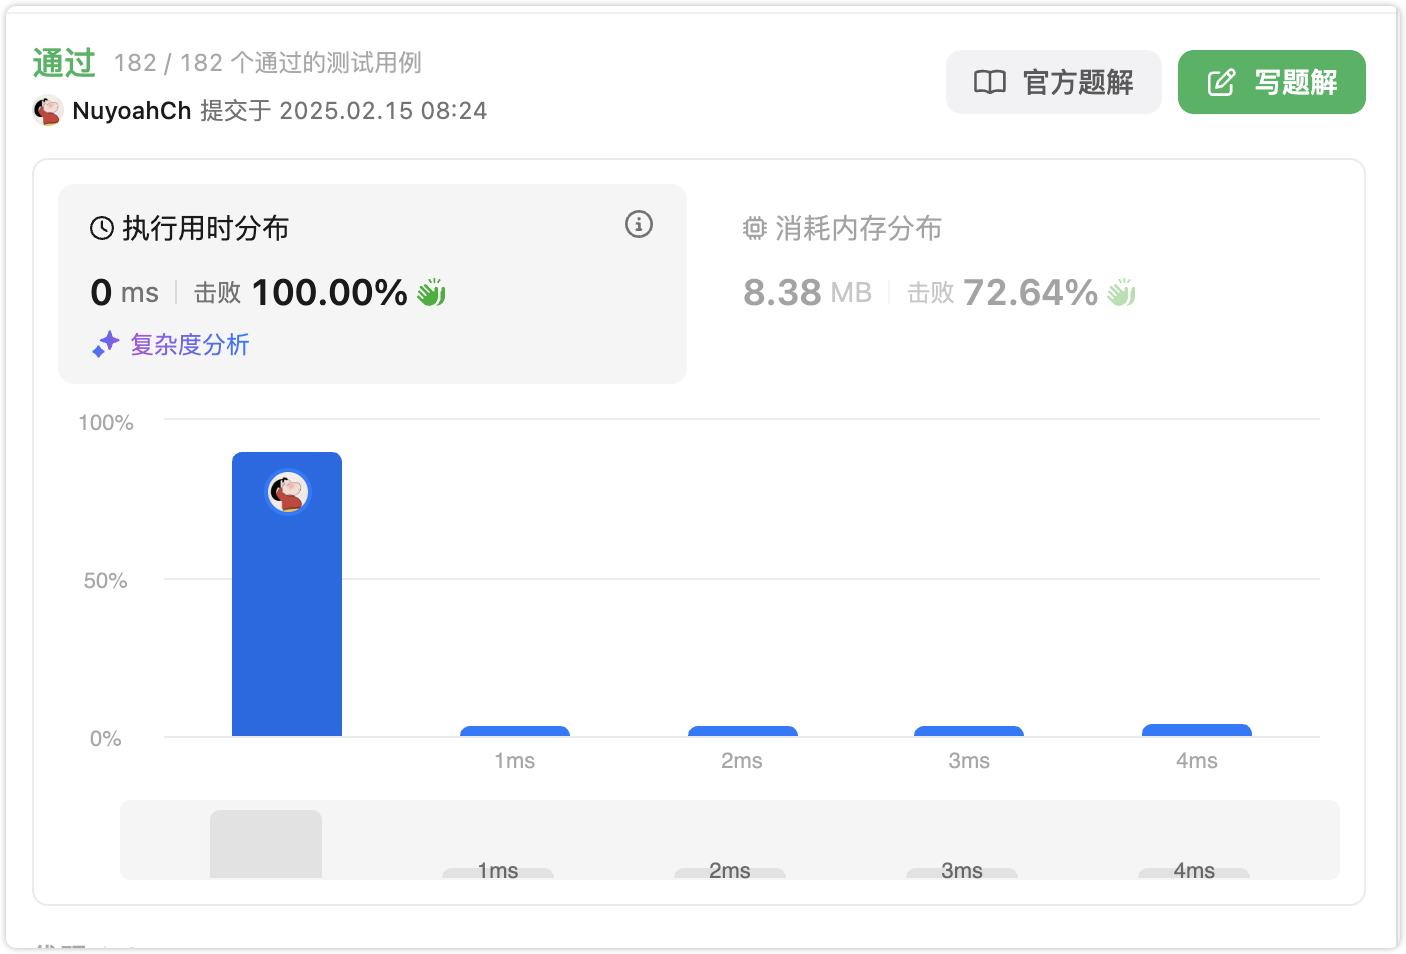 通过 182 / 182 个通过的测试用例
官方题解
写题解
NuyoahCh 提交于 2025.02.15 08:24
执行用时分布
0 ms 击败 100.00%
复杂度分析
消耗内存分布
8.38 MB 击败 72.64%
100%
50%
0%
1ms 2ms 3ms 4ms
1ms 2ms 3ms 4ms